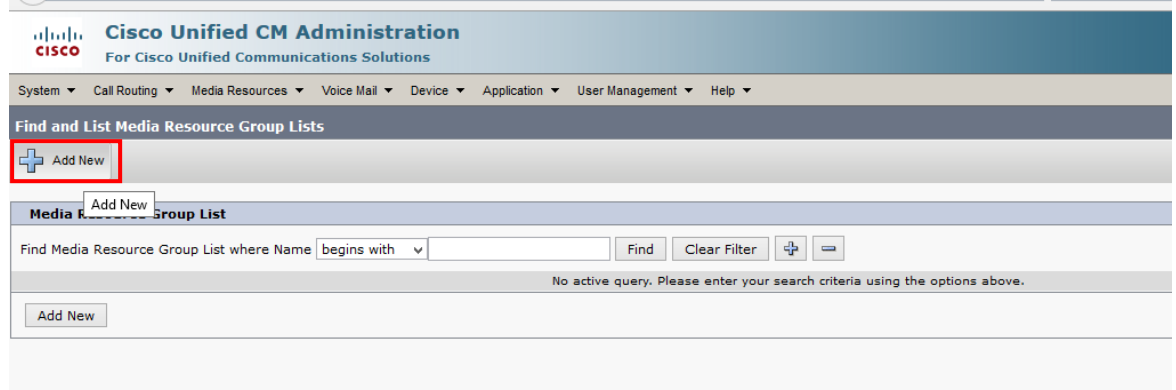 Cisco Unified CM Administration
CISCO
For Cisco Unified Communications Solutions
System Call Routing Media Resources Voice Mail Device Application User Management Help
Find and List Media Resource Group Lists
Add New
Add New
Media Group List
Find Media Resource Group List where Name begins with Find Clear Filter
No active query. Please enter your search criteria using the options above.
Add New